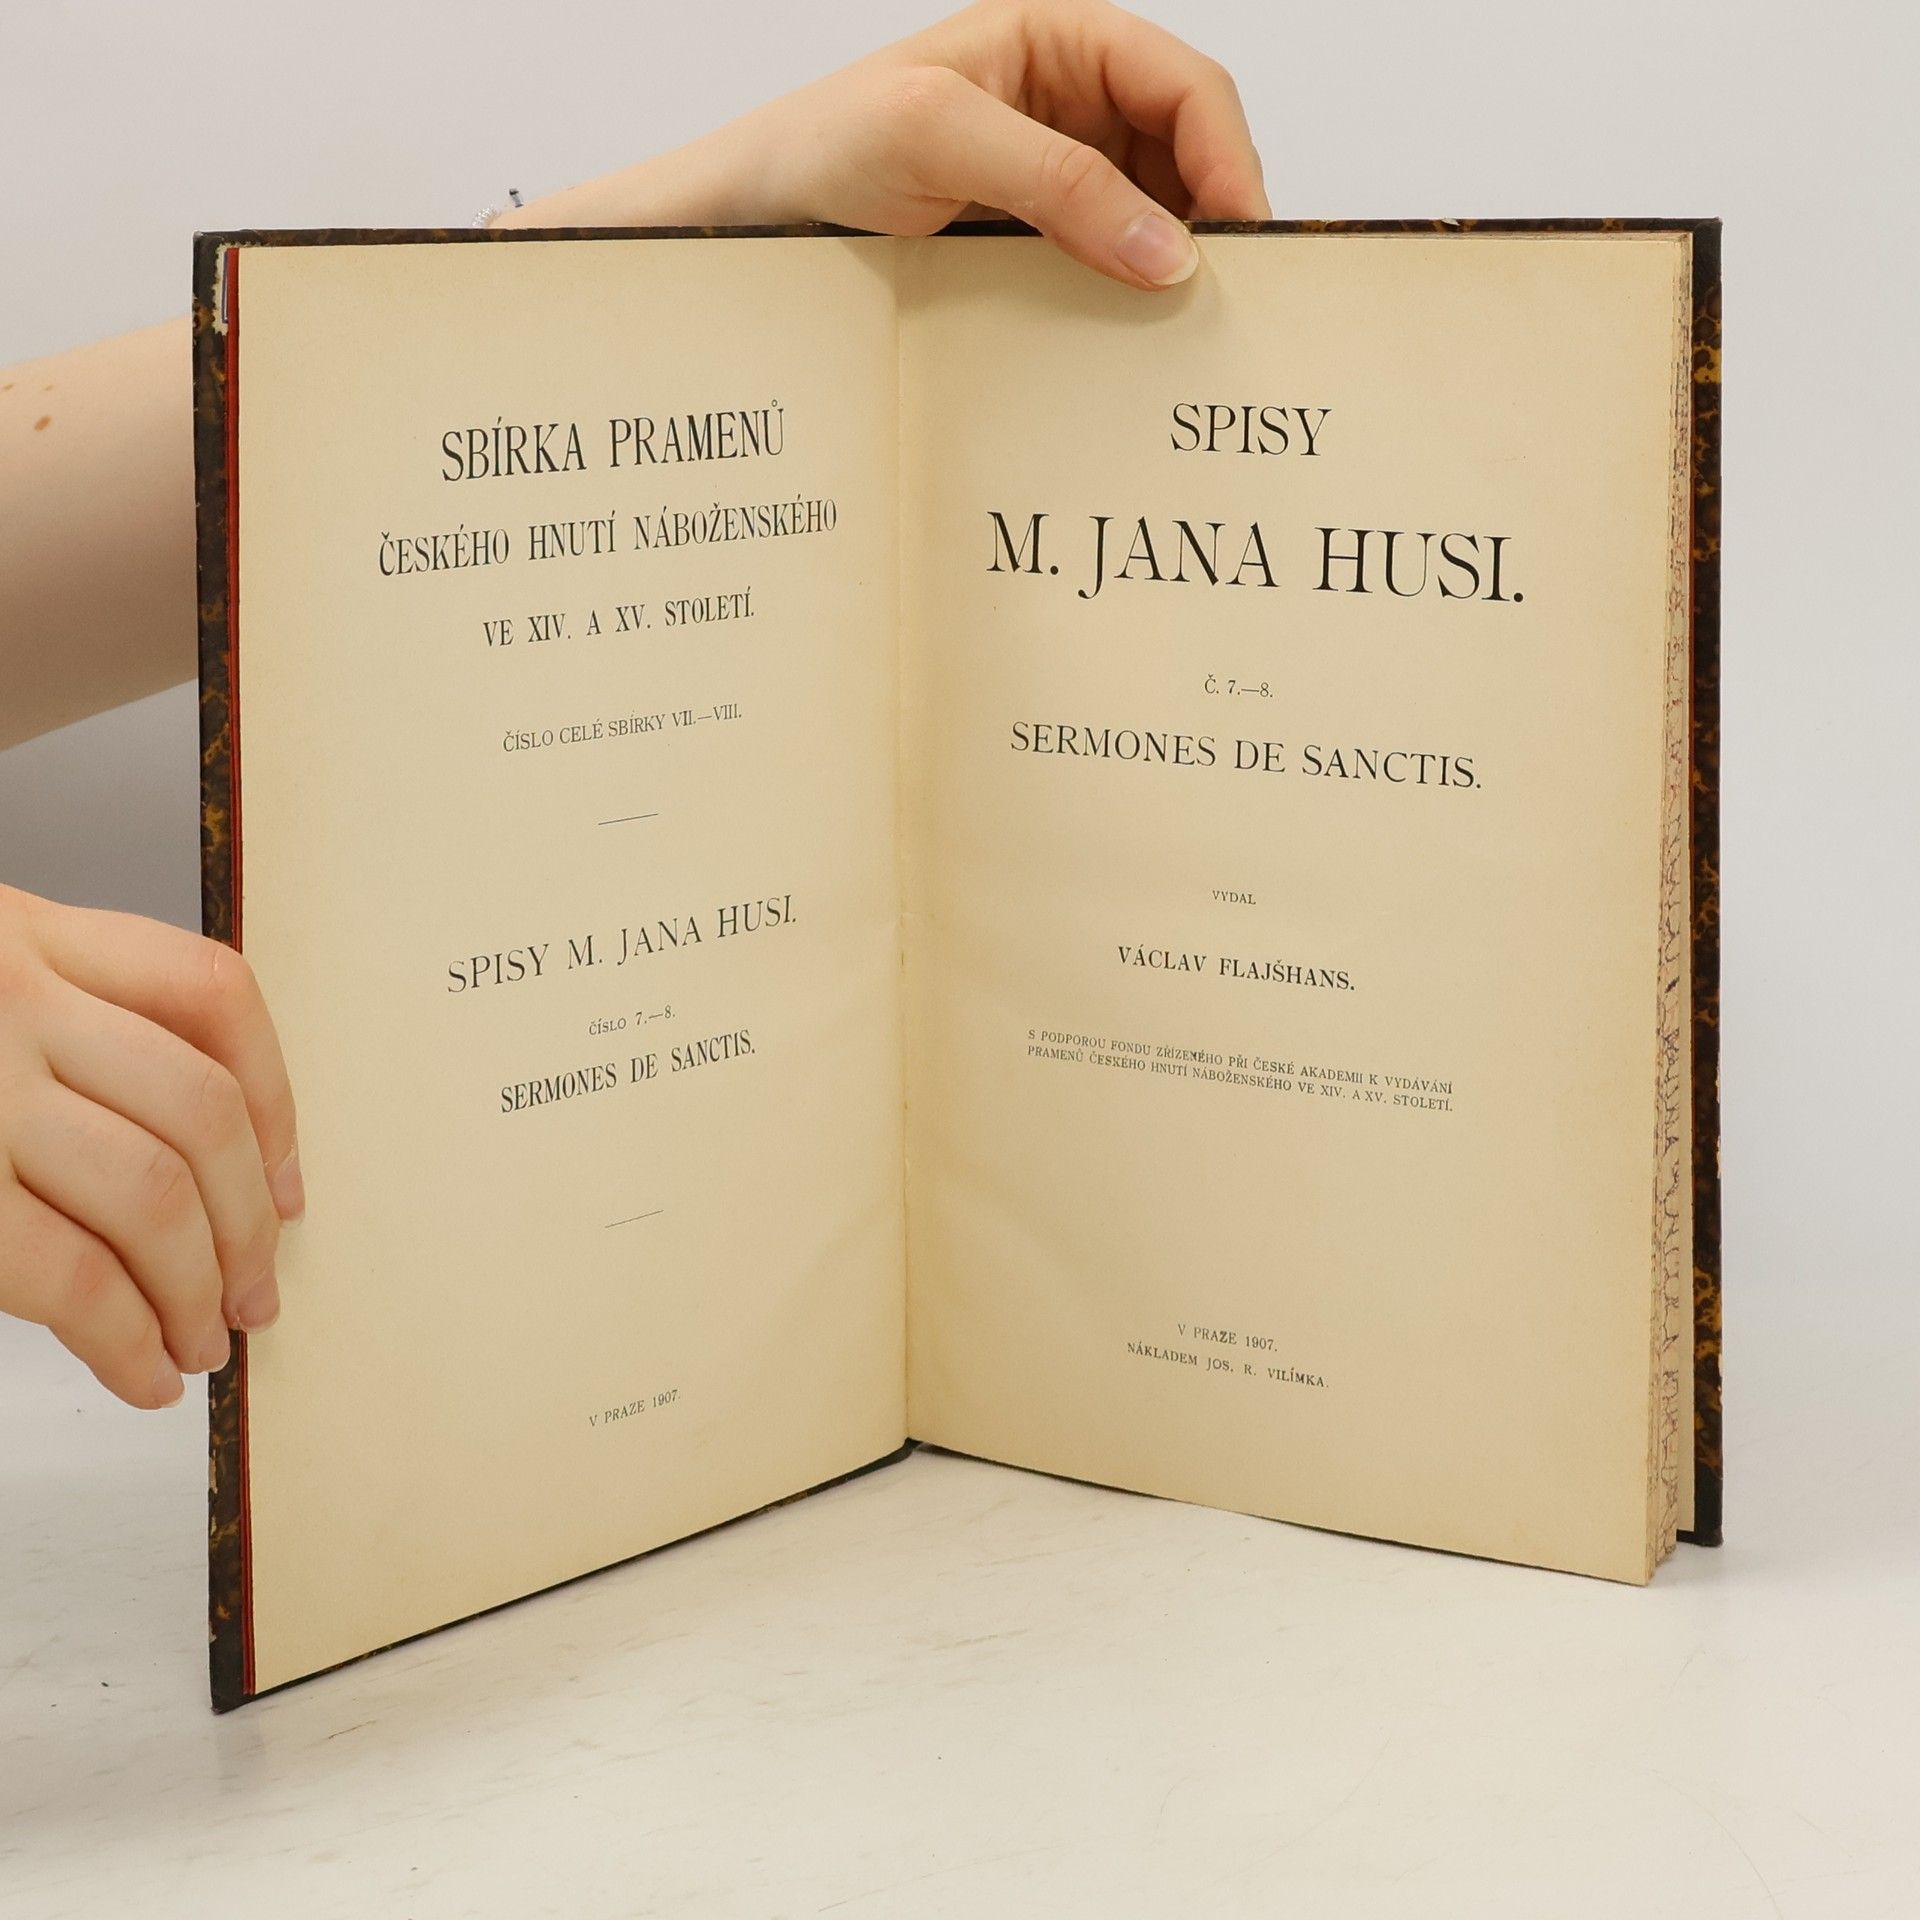 SBÍRKA PRAMENŮ
ČESKÉHO HNUTÍ NÁBOŽENSKÉHO
VE XIV. A XV. STOLETÍ.
ČÍSLO CELÉ SBÍRKY VII.—VIII.
SPISY M. JANA HUSI.
ČÍSLO 7.—8.
SERMONES DE SANCTIS.
V PRAZE 1907.
SPISY
M. JANA HUSI.
Č. 7.—8.
SERMONES DE SANCTIS.
VYDAL
VÁCLAV FLAJŠHANS.
S PODPOROU FONDU ZŘÍZENÉHO PŘI ČESKÉ AKADEMII K VYDÁVÁNÍ
PRAMENŮ ČESKÉHO HNUTÍ NÁBOŽENSKÉHO VE XIV. A XV. STOLETÍ.
V PRAZE 1907.
NÁKLADEM JOS. R. VILÍMKA.